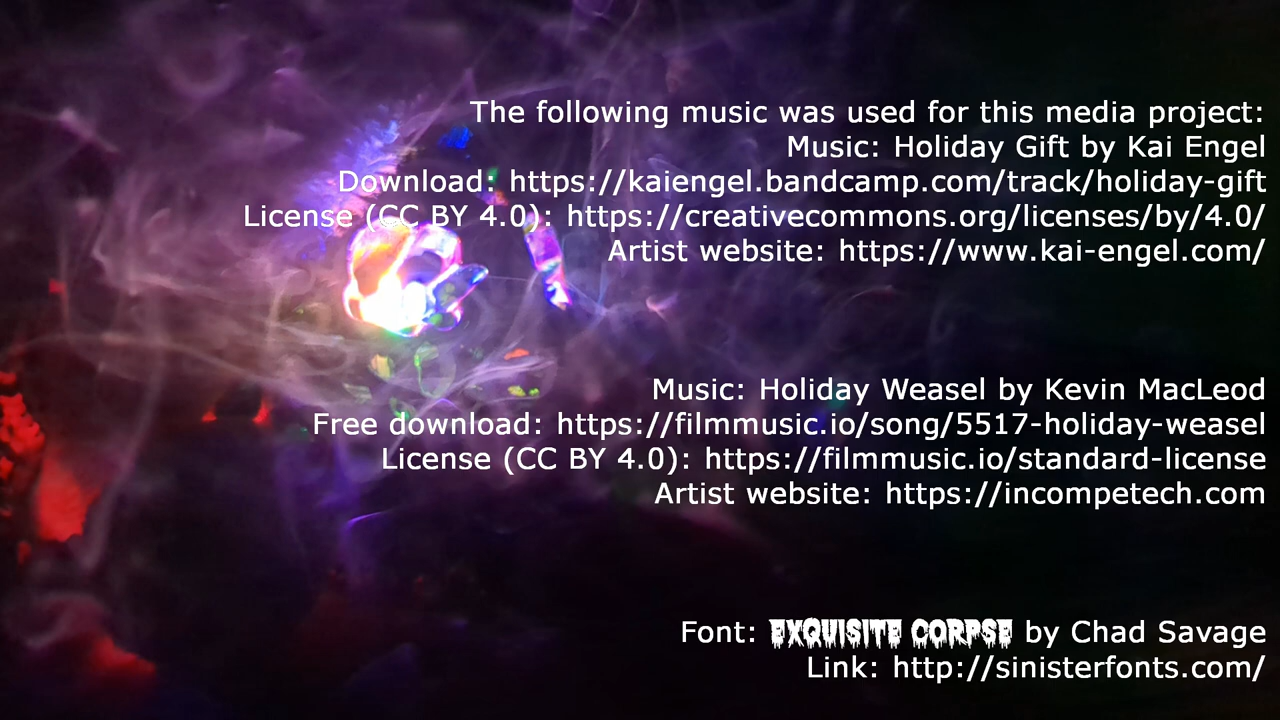 The following music was used for this media project:
Music: Holiday Gift by Kai Engel
Download: https://kaiengel.bandcamp.com/track/holiday-gift
License (CC BY 4.0): https://creativecommons.org/licenses/by/4.0/
Artist website: https://www.kai-engel.com/
Music: Holiday Weasel by Kevin MacLeod
Free download: https://filmmusic.io/song/5517-holiday-weasel
License (CC BY 4.0): https://filmmusic.io/standard-license
Artist website: https://incompetech.com
Font: EXQUISITE CORPSE by Chad Savage
Link: http://sinisterfonts.com/